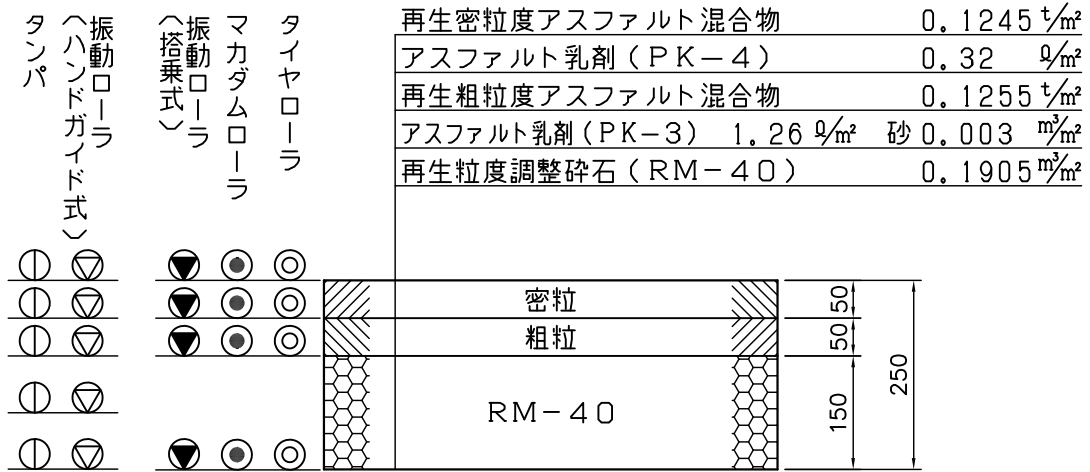 タンパ
振動ローラ
（ハンドガイド式）
振動ローラ
（搭乗式）
マカダムローラ
タイヤローラ
再生密粒度アスファルト混合物 0.1245 t/m²
アスファルト乳剤（PK－4） 0.32 ℓ/m²
再生粗粒度アスファルト混合物 0.1255 t/m²
アスファルト乳剤（PK－3） 1.26 ℓ/m² 砂 0.003 m³/m²
再生粒度調整砕石（RM－40） 0.1905 m³/m²
密粒
粗粒
RM－40
50
50
150
250